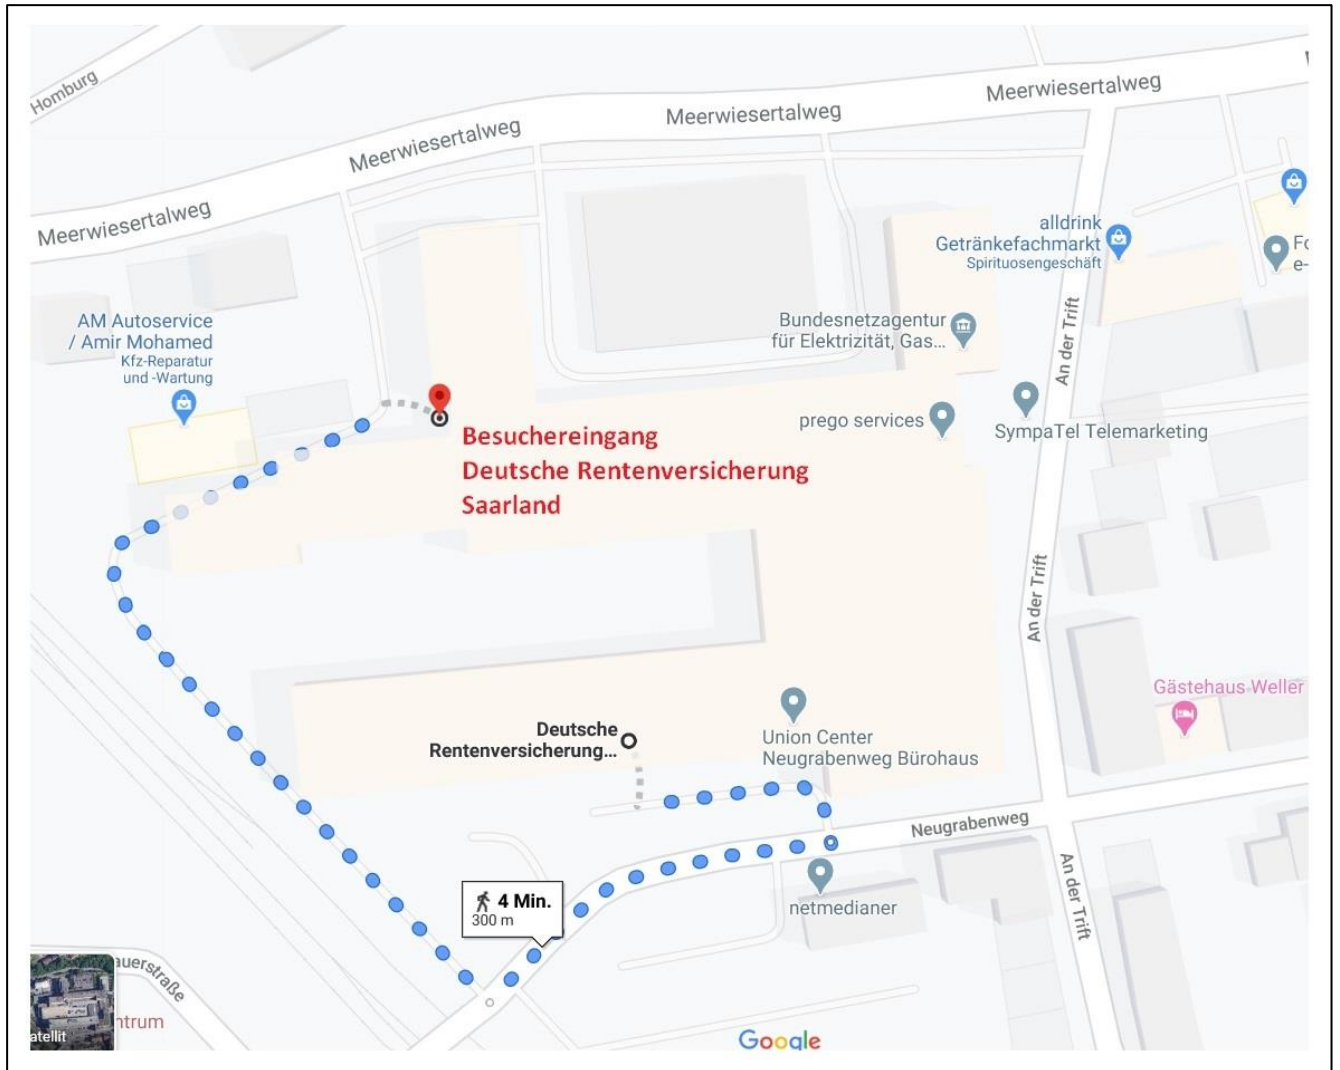 Homburg
Meerwiesertalweg
Meerwiesertalweg
Meerwiesertalweg
Meerwiesertalweg
alldrink
Getränkefachmarkt
Spirituosengeschäft
Fo
e-
AM Autoservice
/ Amir Mohamed
Kfz-Reparatur
und -Wartung
Bundesnetzagentur
für Elektrizität, Gas...
An der Trift
prego services
SympaTel Telemarketing
Besuchereingang
Deutsche Rentenversicherung
Saarland
An der Trift
Gästehaus Weller
Deutsche
Rentenversicherung...
Union Center
Neugrabenweg Bürohaus
Neugrabenweg
An der Trift
netmedianer
4 Min.
300 m
auerstraße
ntrum
atellit
Google